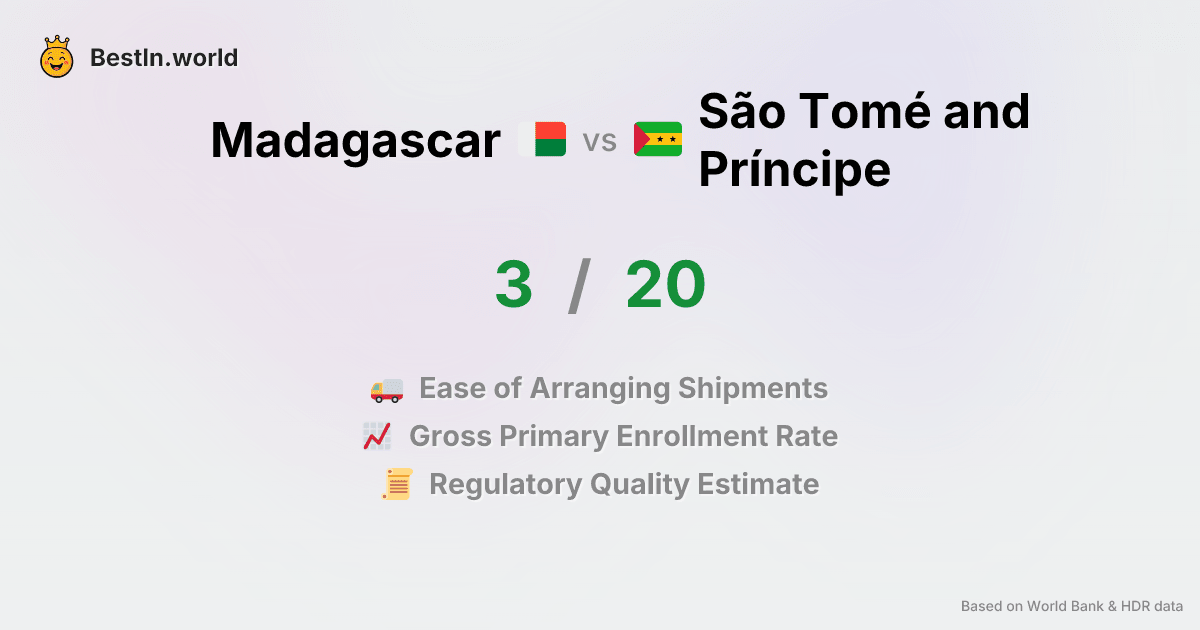 BestIn.world
Madagascar vs São Tomé and
Príncipe
3 / 20
Ease of Arranging Shipments
Gross Primary Enrollment Rate
Regulatory Quality Estimate
Based on World Bank & HDR data